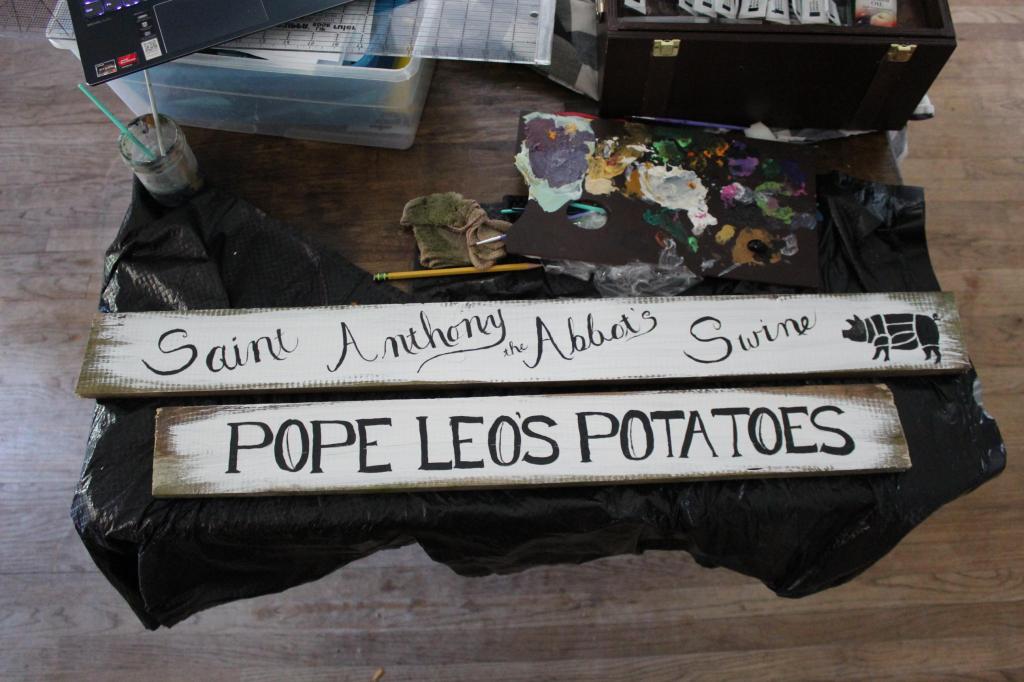 Saint Anthony the Abbot's Swine
POPE LEO'S POTATOES